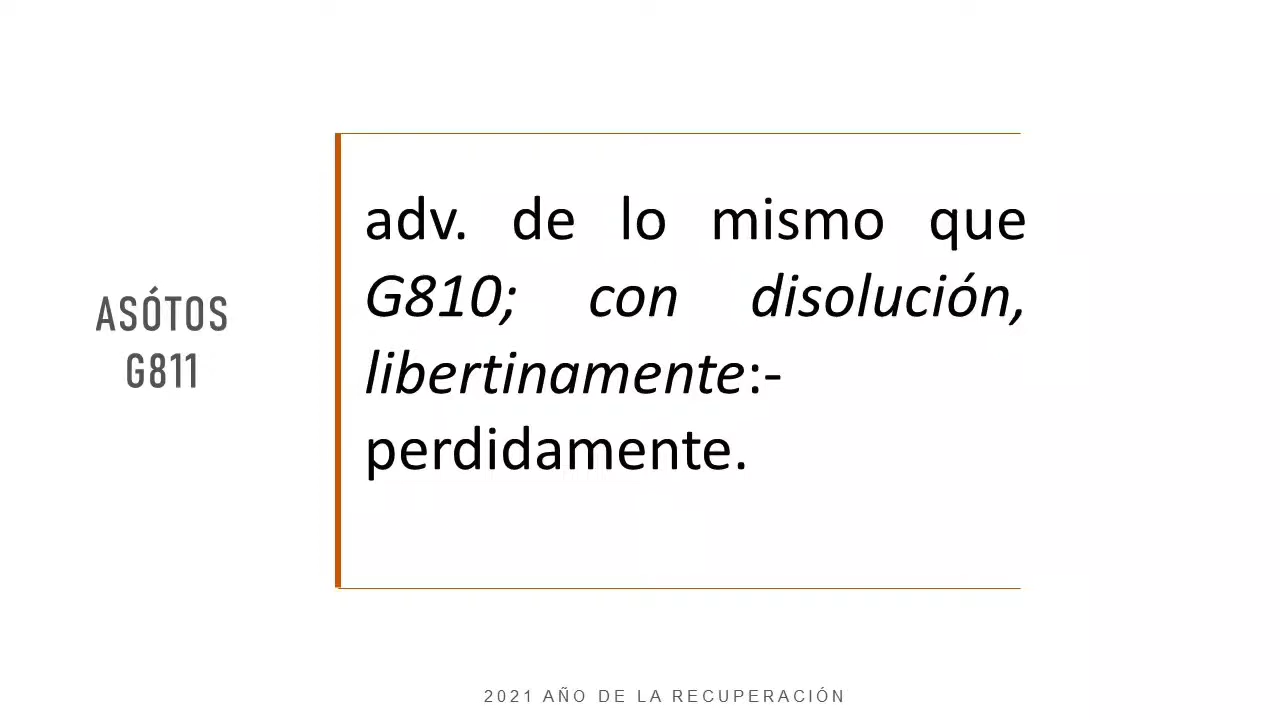 ASÓTOS
G811
adv. de lo mismo que
G810; con disolución,
libertinamente:-
perdidamente.
2021 AÑO DE LA RECUPERACIÓN